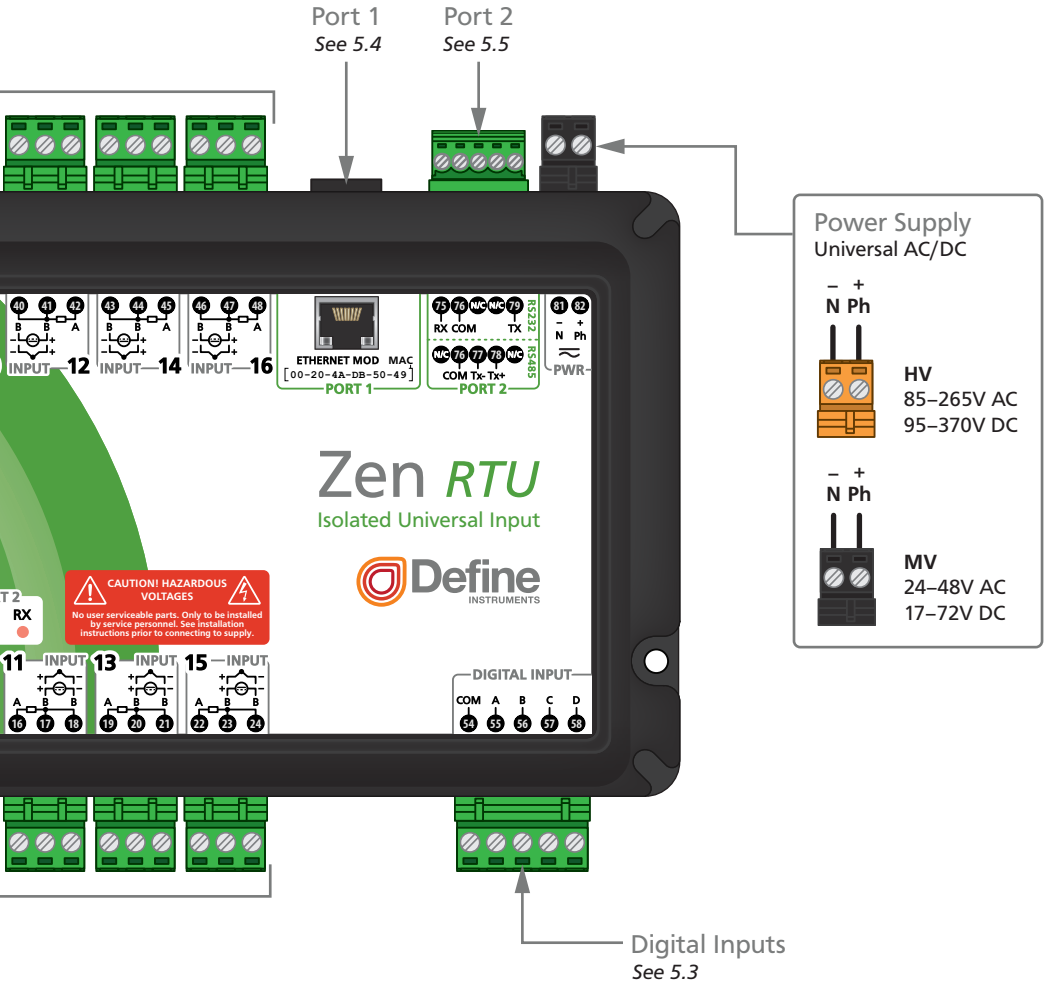 Port 1
See 5.4
Port 2
See 5.5
Power Supply
Universal AC/DC
– +
N Ph
HV
85–265V AC
95–370V DC
– +
N Ph
MV
24–48V AC
17–72V DC
40 41 42
B B A
– +
– +
INPUT 12
43 44 45
B B A
– +
– +
INPUT 14
46 47 48
B B A
– +
– +
INPUT 16
ETHERNET MOD MAC
[00-20-4A-DB-50-49]
PORT 1
75 76 N/C N/C 79
RX COM TX
RS232
N/C 76 77 78 N/C
COM Tx- Tx+
RS485
PORT 2
81 82
– +
N Ph
PWR
Zen RTU
Isolated Universal Input
Define
INSTRUMENTS
CAUTION! HAZARDOUS
VOLTAGES
No user serviceable parts. Only to be installed
by service personnel. See installation
instructions prior to connecting to supply.
T 2
RX
11 INPUT
+ –
+ –
A B B
16 17 18
13 INPUT
+ –
+ –
A B B
19 20 21
15 INPUT
+ –
+ –
A B B
22 23 24
DIGITAL INPUT
COM A B C D
54 55 56 57 58
Digital Inputs
See 5.3